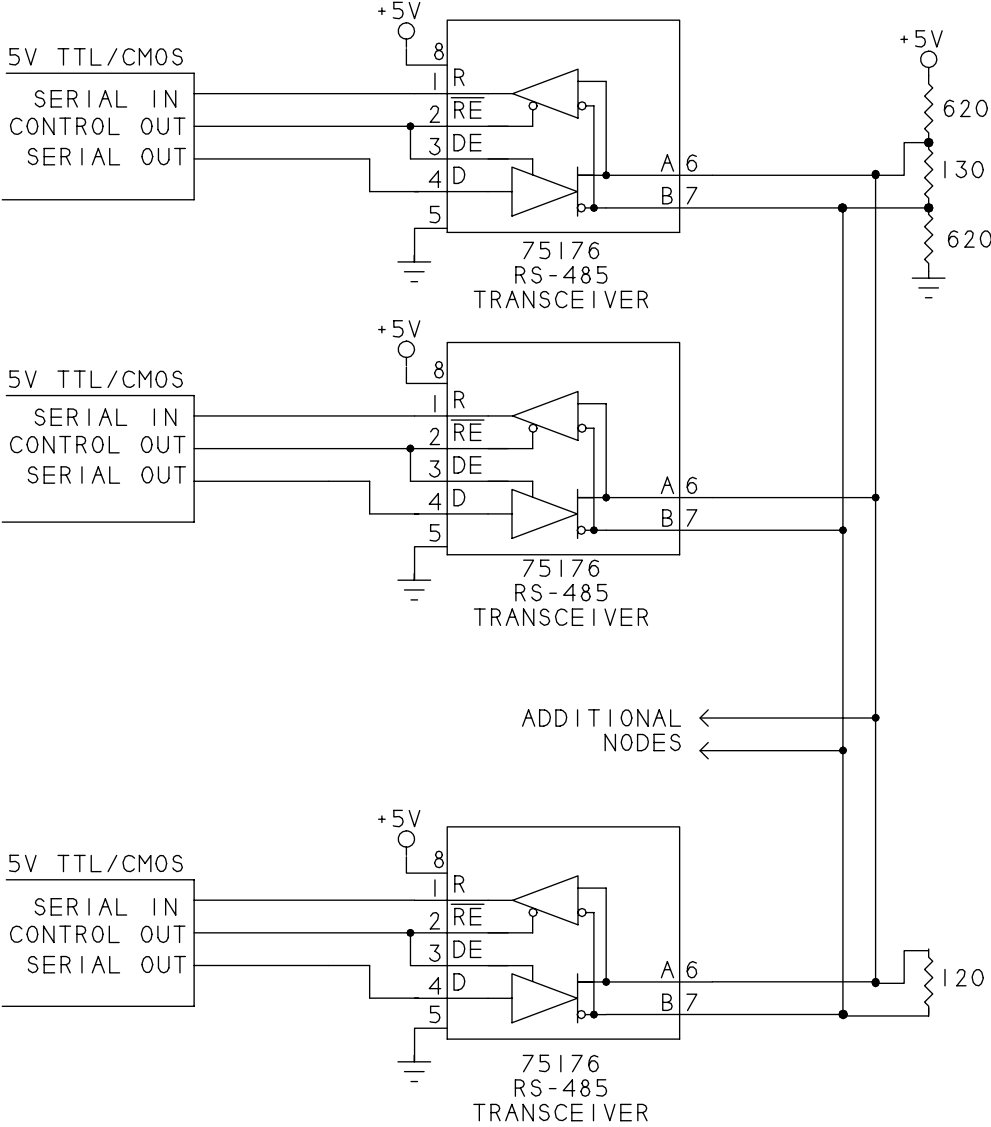 +5V
5V TTL/CMOS
SERIAL IN
CONTROL OUT
SERIAL OUT
8
1 R
2 RE
3 DE
4 D
5
A 6
B 7
75176
RS-485
TRANSCEIVER
+5V
620
130
620
+5V
5V TTL/CMOS
SERIAL IN
CONTROL OUT
SERIAL OUT
8
1 R
2 RE
3 DE
4 D
5
A 6
B 7
75176
RS-485
TRANSCEIVER
ADDITIONAL
NODES
+5V
5V TTL/CMOS
SERIAL IN
CONTROL OUT
SERIAL OUT
8
1 R
2 RE
3 DE
4 D
5
A 6
B 7
120
75176
RS-485
TRANSCEIVER